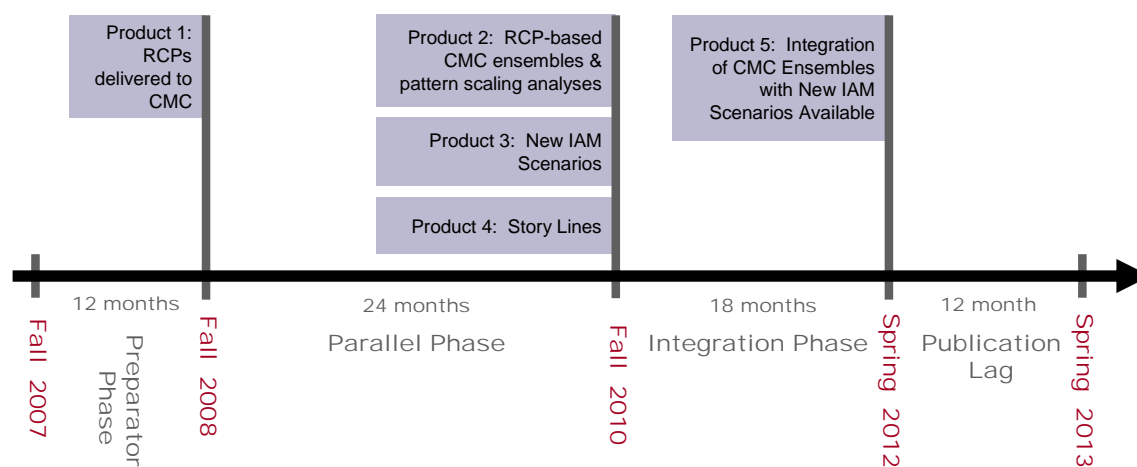 Product 1:
RCPs
delivered to
CMC
Product 2:  RCP-based
CMC ensembles &
pattern scaling analyses
Product 3:  New IAM
Scenarios
Product 4:  Story Lines
Product 5:  Integration
of CMC Ensembles
with New IAM
Scenarios Available
12 months
24 months
18 months
12 month
Fall 2007
Preparator
Phase
Fall 2008
Parallel Phase
Fall 2010
Integration Phase
Spring 2012
Publication
Lag
Spring 2013